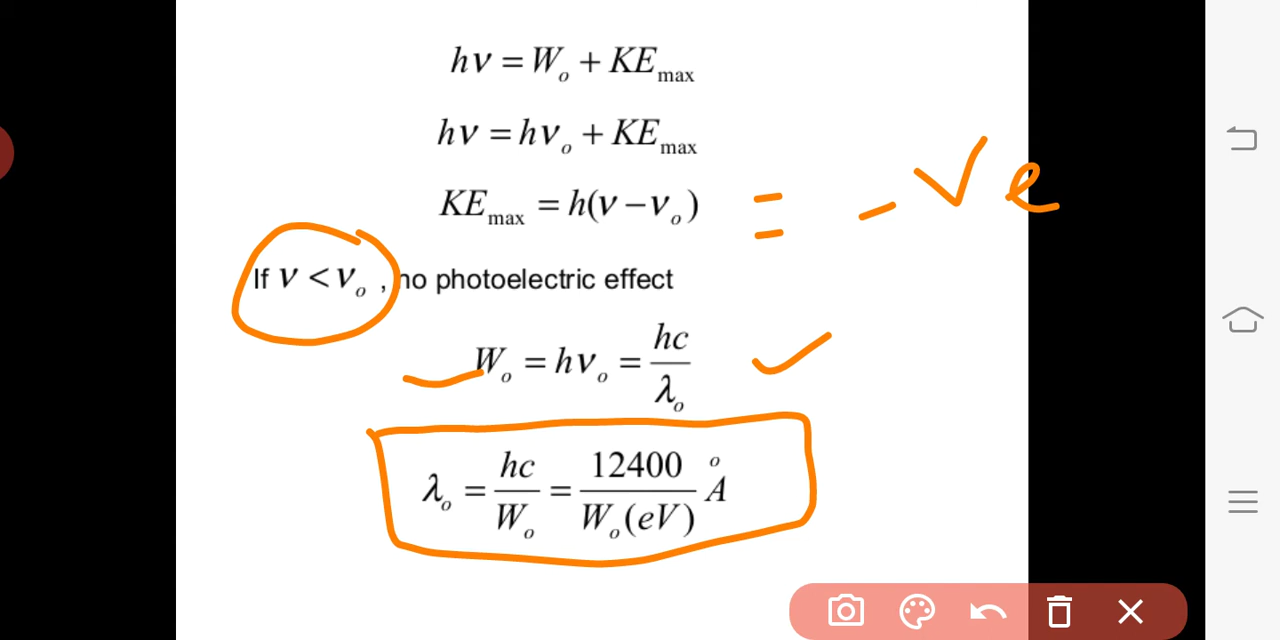 hν = W₀ + KE_max
hν = hν₀ + KE_max
KE_max = h(ν − ν₀) = -ve
If ν < ν₀ , no photoelectric effect
W₀ = hν₀ = hc/λ₀
λ₀ = hc/W₀ = 12400/W₀(eV) Å